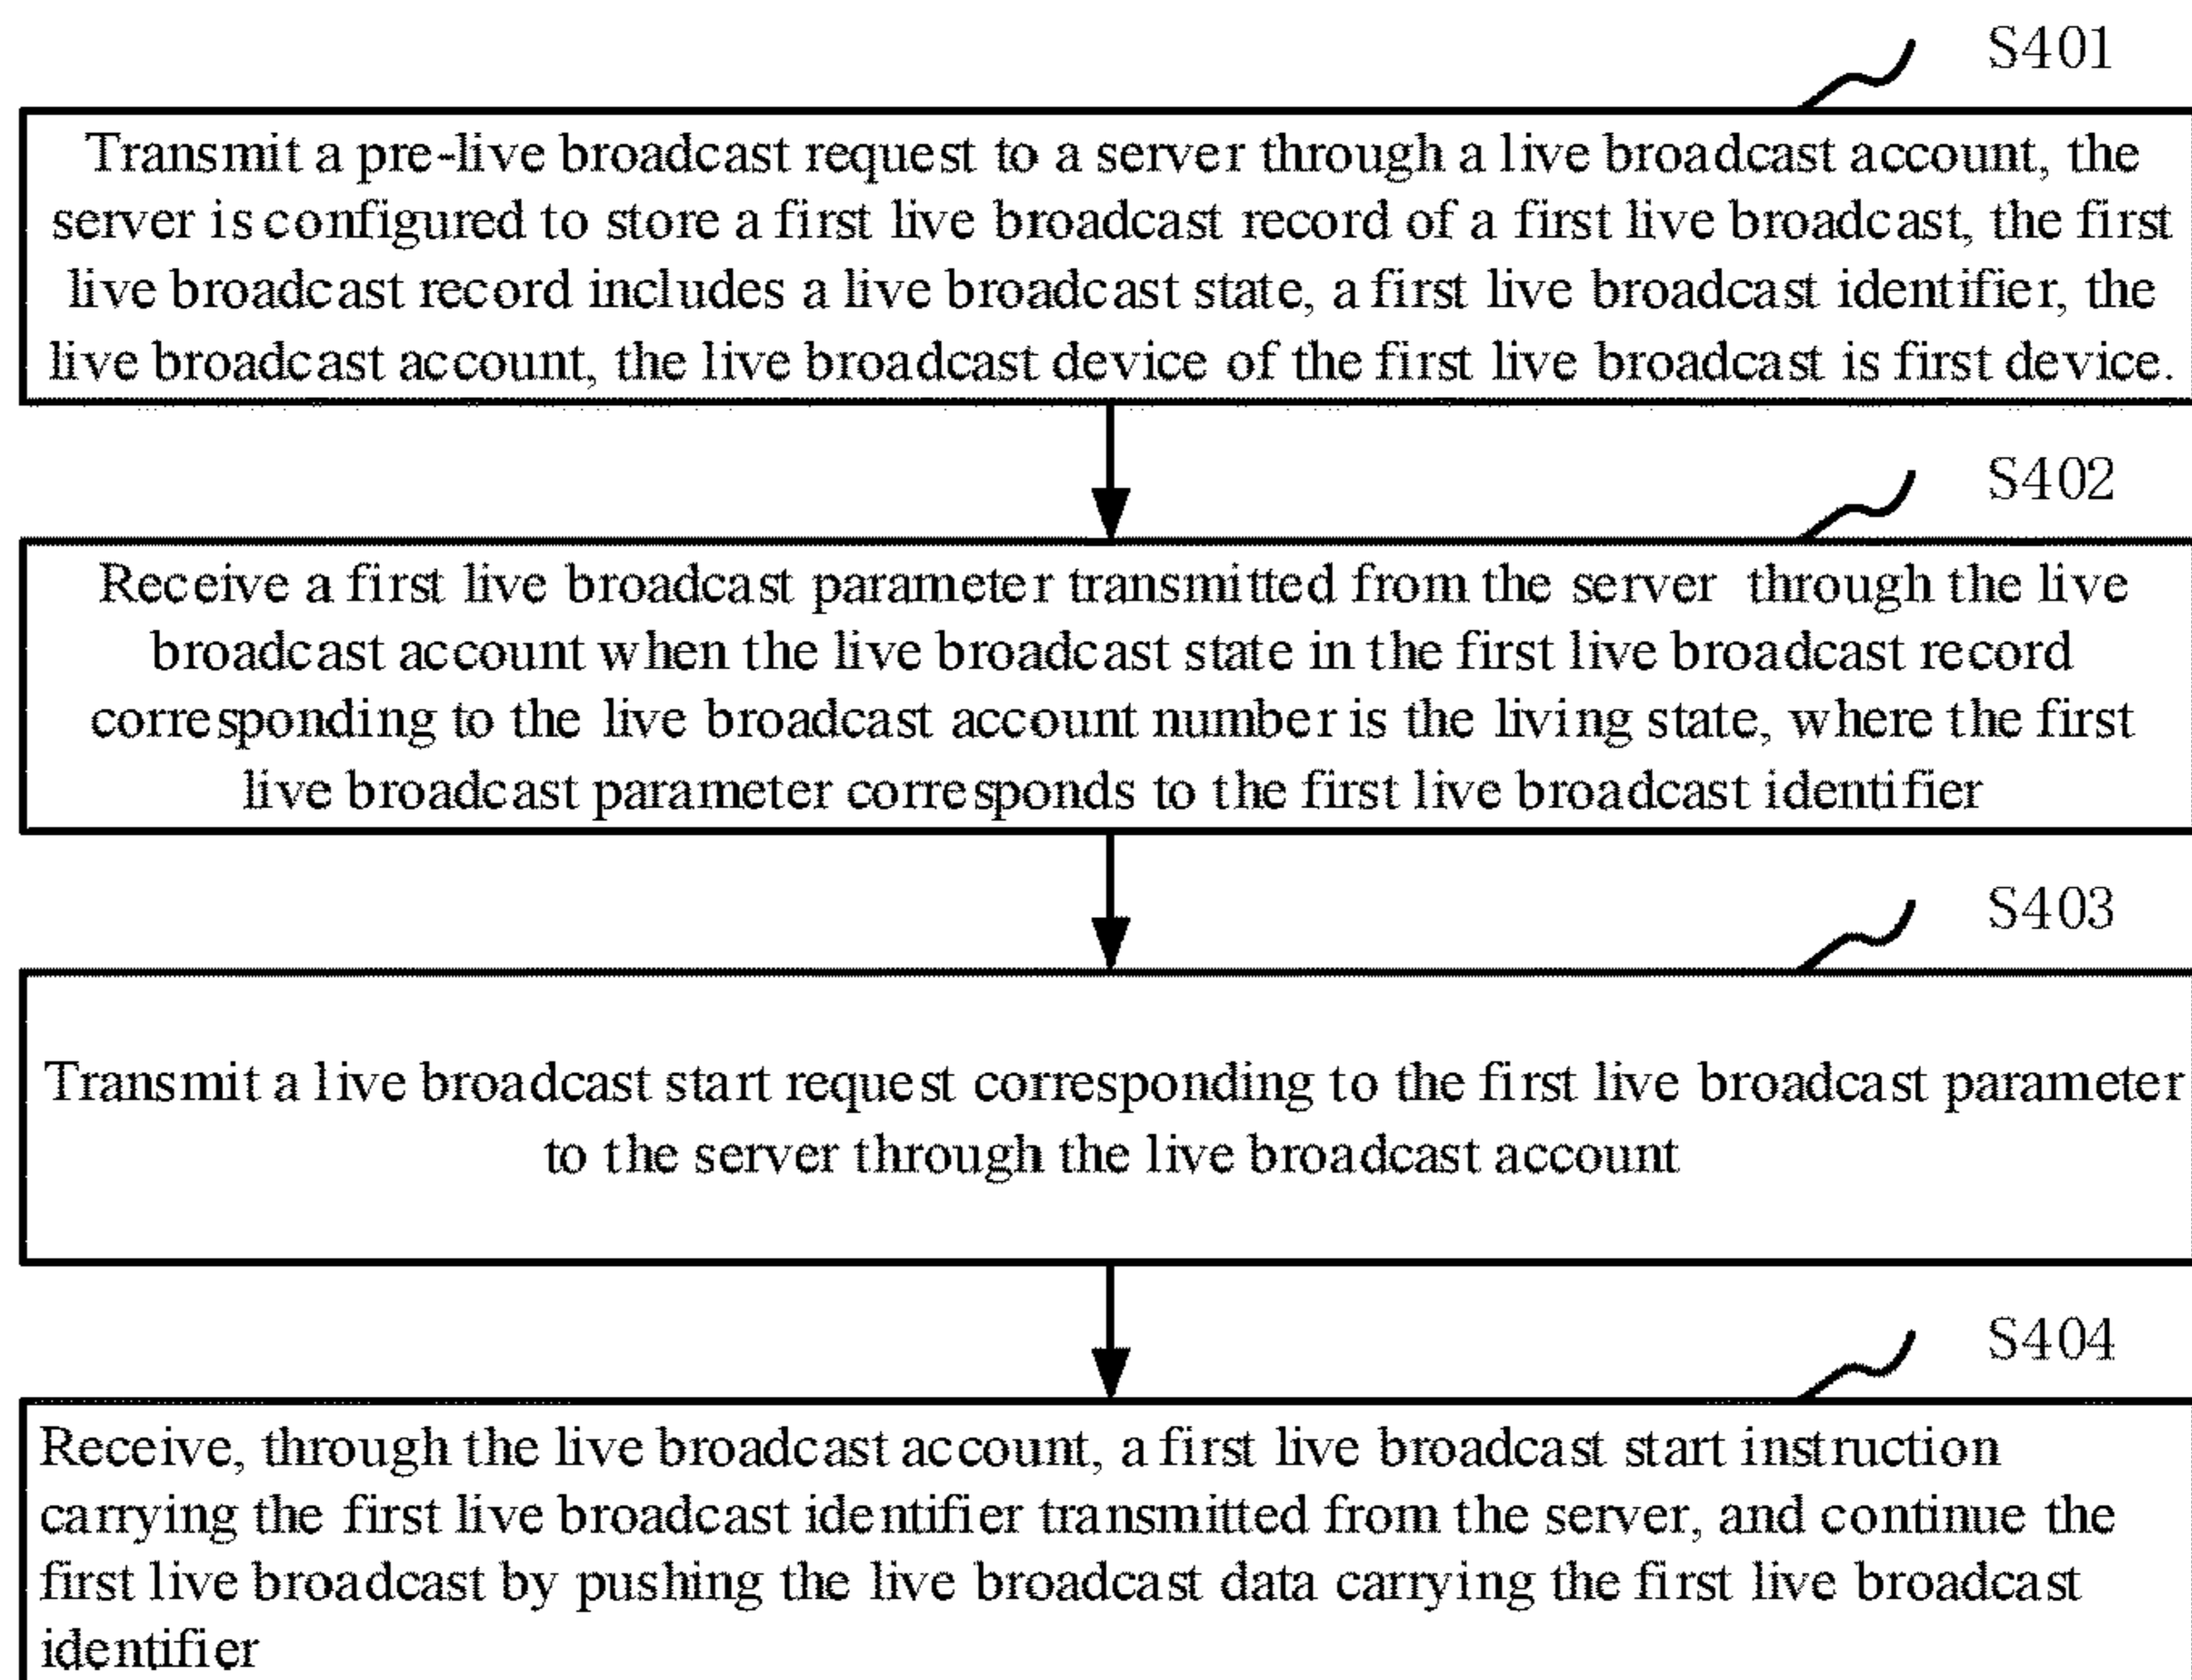 S401
Transmit a pre-live broadcast request to a server through a live broadcast account, the
server is configured to store a first live broadcast record of a first live broadcast, the first
live broadcast record includes a live broadcast state, a first live broadcast identifier, the
live broadcast account, the live broadcast device of the first live broadcast is first device.
S402
Receive a first live broadcast parameter transmitted from the server through the live
broadcast account when the live broadcast state in the first live broadcast record
corresponding to the live broadcast account number is the living state, where the first
live broadcast parameter corresponds to the first live broadcast identifier
S403
Transmit a live broadcast start request corresponding to the first live broadcast parameter
to the server through the live broadcast account
S404
Receive, through the live broadcast account, a first live broadcast start instruction
carrying the first live broadcast identifier transmitted from the server, and continue the
first live broadcast by pushing the live broadcast data carrying the first live broadcast
identifier